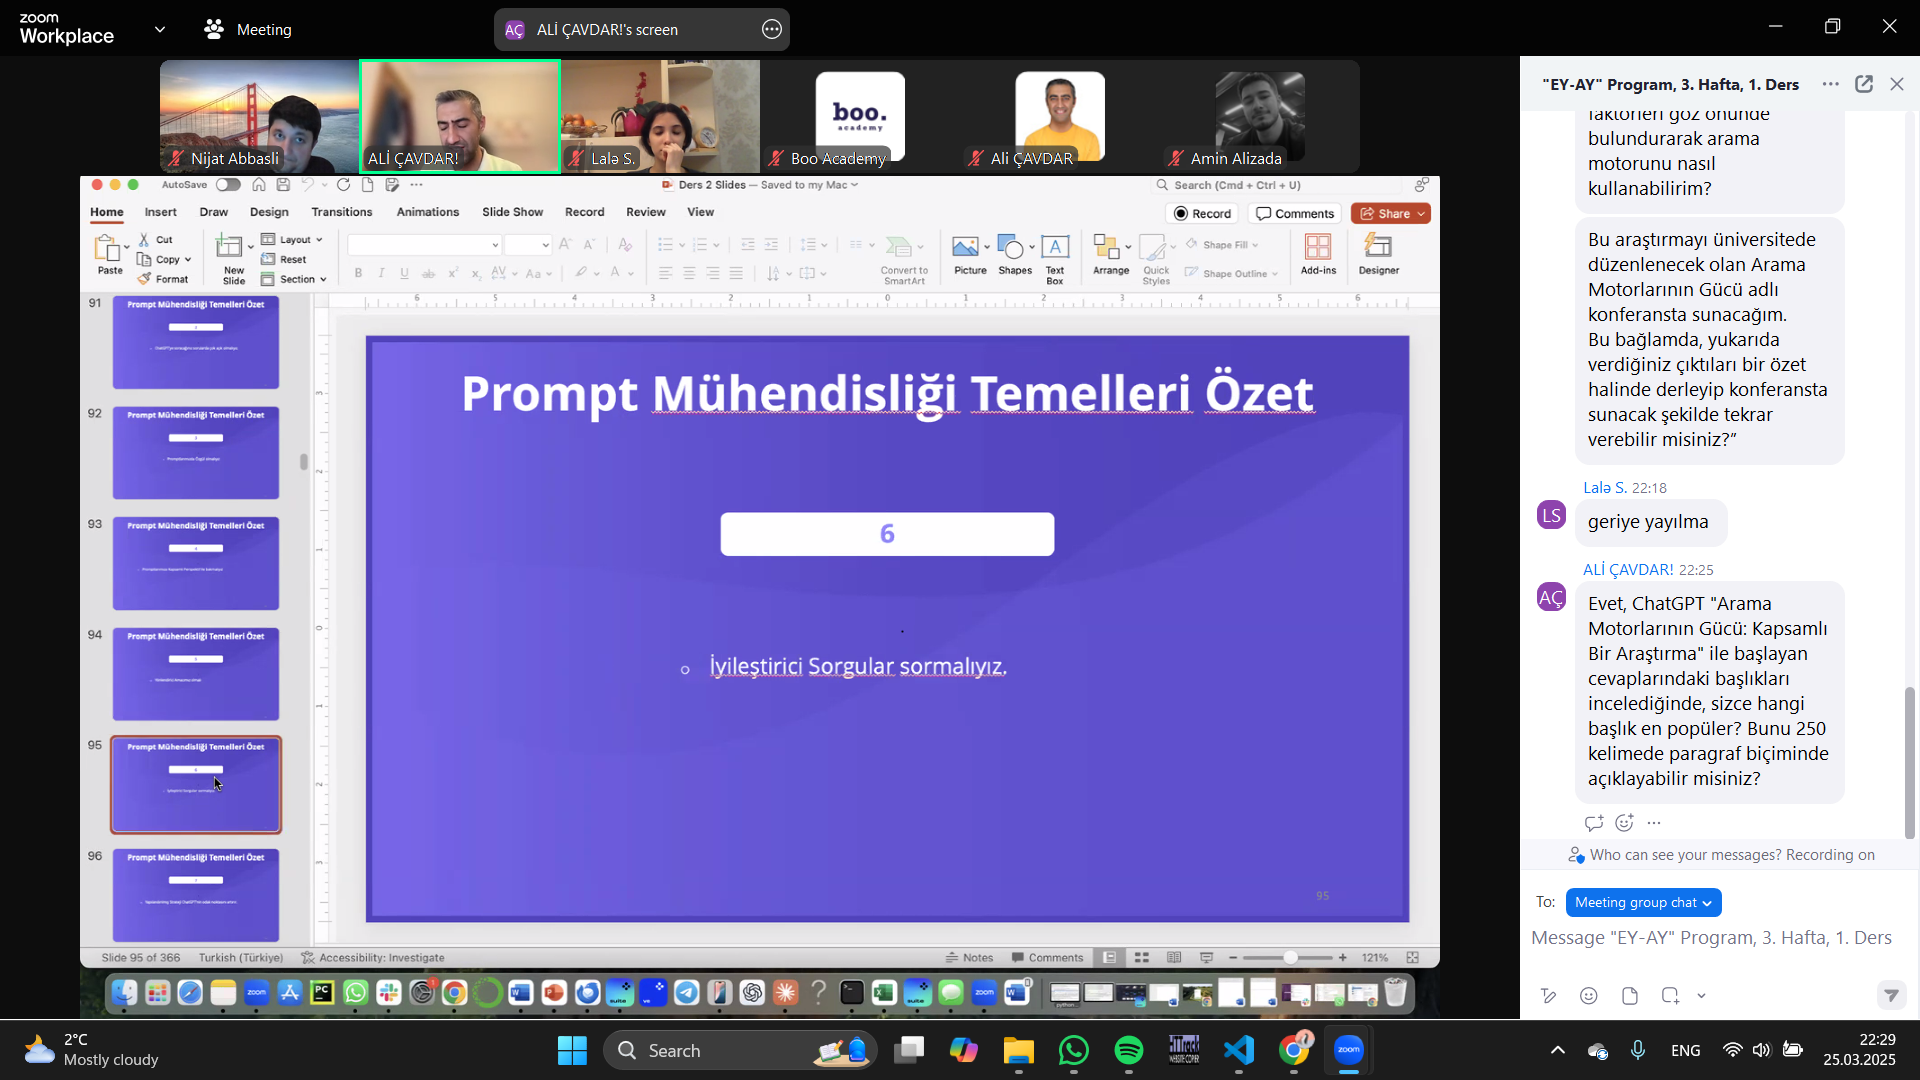 zoom
Workplace
Meeting
AÇ ALİ ÇAVDAR!'s screen
Nijat Abbasli
ALİ ÇAVDAR!
Lalə S.
boo.
academy
Boo Academy
Ali ÇAVDAR
Amin Alizada
AutoSave
Ders 2 Slides — Saved to my Mac
Search (Cmd + Ctrl + U)
Home Insert Draw Design Transitions Animations Slide Show Record Review View
Record Comments Share
Paste
Cut
Copy
Format
New
Slide
Layout
Reset
Section
Convert to
SmartArt
Picture
Shapes
Text
Box
Arrange
Quick
Styles
Shape Fill
Shape Outline
Add-ins
Designer
91
Prompt Mühendisliği Temelleri Özet
92
Prompt Mühendisliği Temelleri Özet
93
Prompt Mühendisliği Temelleri Özet
94
Prompt Mühendisliği Temelleri Özet
95
Prompt Mühendisliği Temelleri Özet
96
Prompt Mühendisliği Temelleri Özet
Prompt Mühendisliği Temelleri Özet
6
İyileştirici Sorgular sormalıyız.
95
Slide 95 of 366 Turkish (Türkiye) Accessibility: Investigate
Notes Comments 121%
"EY-AY" Program, 3. Hafta, 1. Ders
faktörleri göz önünde
bulundurarak arama
motorunu nasıl
kullanabilirim?
Bu araştırmayı üniversitede
düzenlenecek olan Arama
Motorlarının Gücü adlı
konferansta sunacağım.
Bu bağlamda, yukarıda
verdiğiniz çıktıları bir özet
halinde derleyip konferansta
sunacak şekilde tekrar
verebilir misiniz?”
Lalə S. 22:18
LS
geriye yayılma
ALİ ÇAVDAR! 22:25
AÇ
Evet, ChatGPT "Arama
Motorlarının Gücü: Kapsamlı
Bir Araştırma" ile başlayan
cevaplarındaki başlıkları
incelediğinde, sizce hangi
başlık en popüler? Bunu 250
kelimede paragraf biçiminde
açıklayabilir misiniz?
Who can see your messages? Recording on
To: Meeting group chat
Message "EY-AY" Program, 3. Hafta, 1. Ders
2°C
Mostly cloudy
Search
zoom
ENG
22:29
25.03.2025